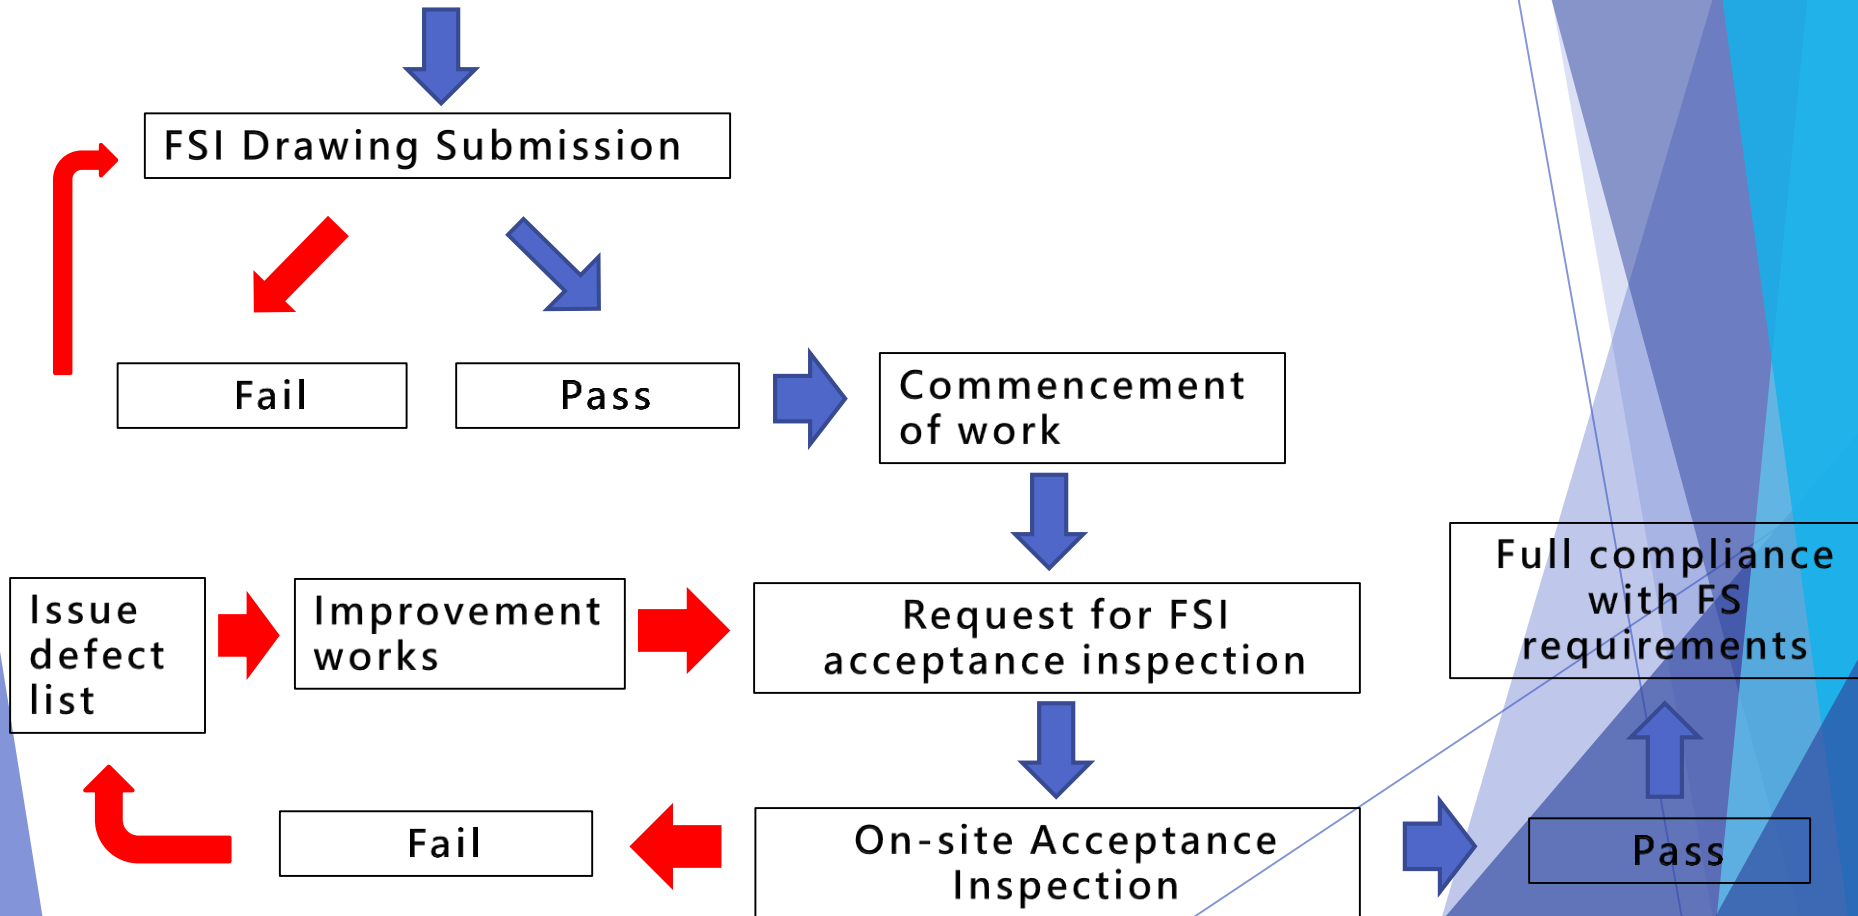 FSI Drawing Submission
Fail
Pass
Commencement
of work
Full compliance
with FS
requirements
Issue
defect
list
Improvement
works
Request for FSI
acceptance inspection
Fail
On-site Acceptance
Inspection
Pass